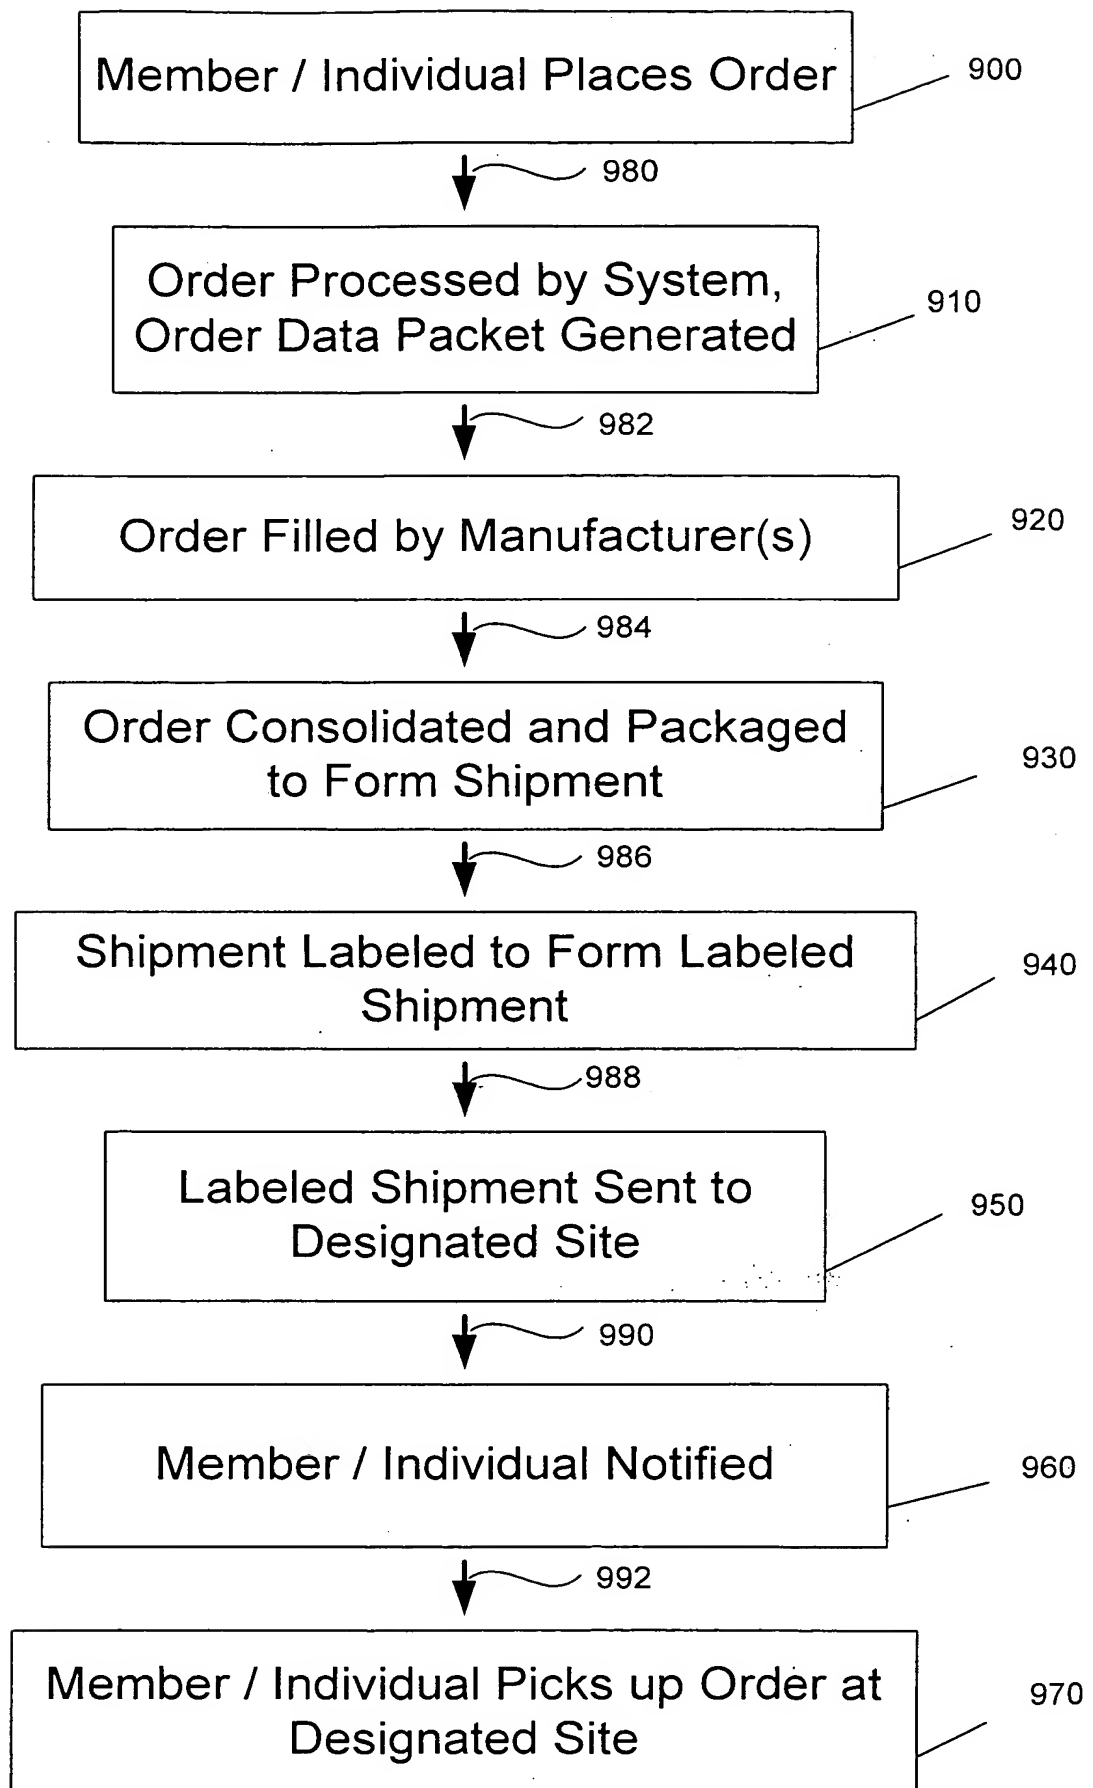 Member / Individual Places Order
900
980
Order Processed by System,
Order Data Packet Generated
910
982
Order Filled by Manufacturer(s)
920
984
Order Consolidated and Packaged
to Form Shipment
930
986
Shipment Labeled to Form Labeled
Shipment
940
988
Labeled Shipment Sent to
Designated Site
950
990
Member / Individual Notified
960
992
Member / Individual Picks up Order at
Designated Site
970